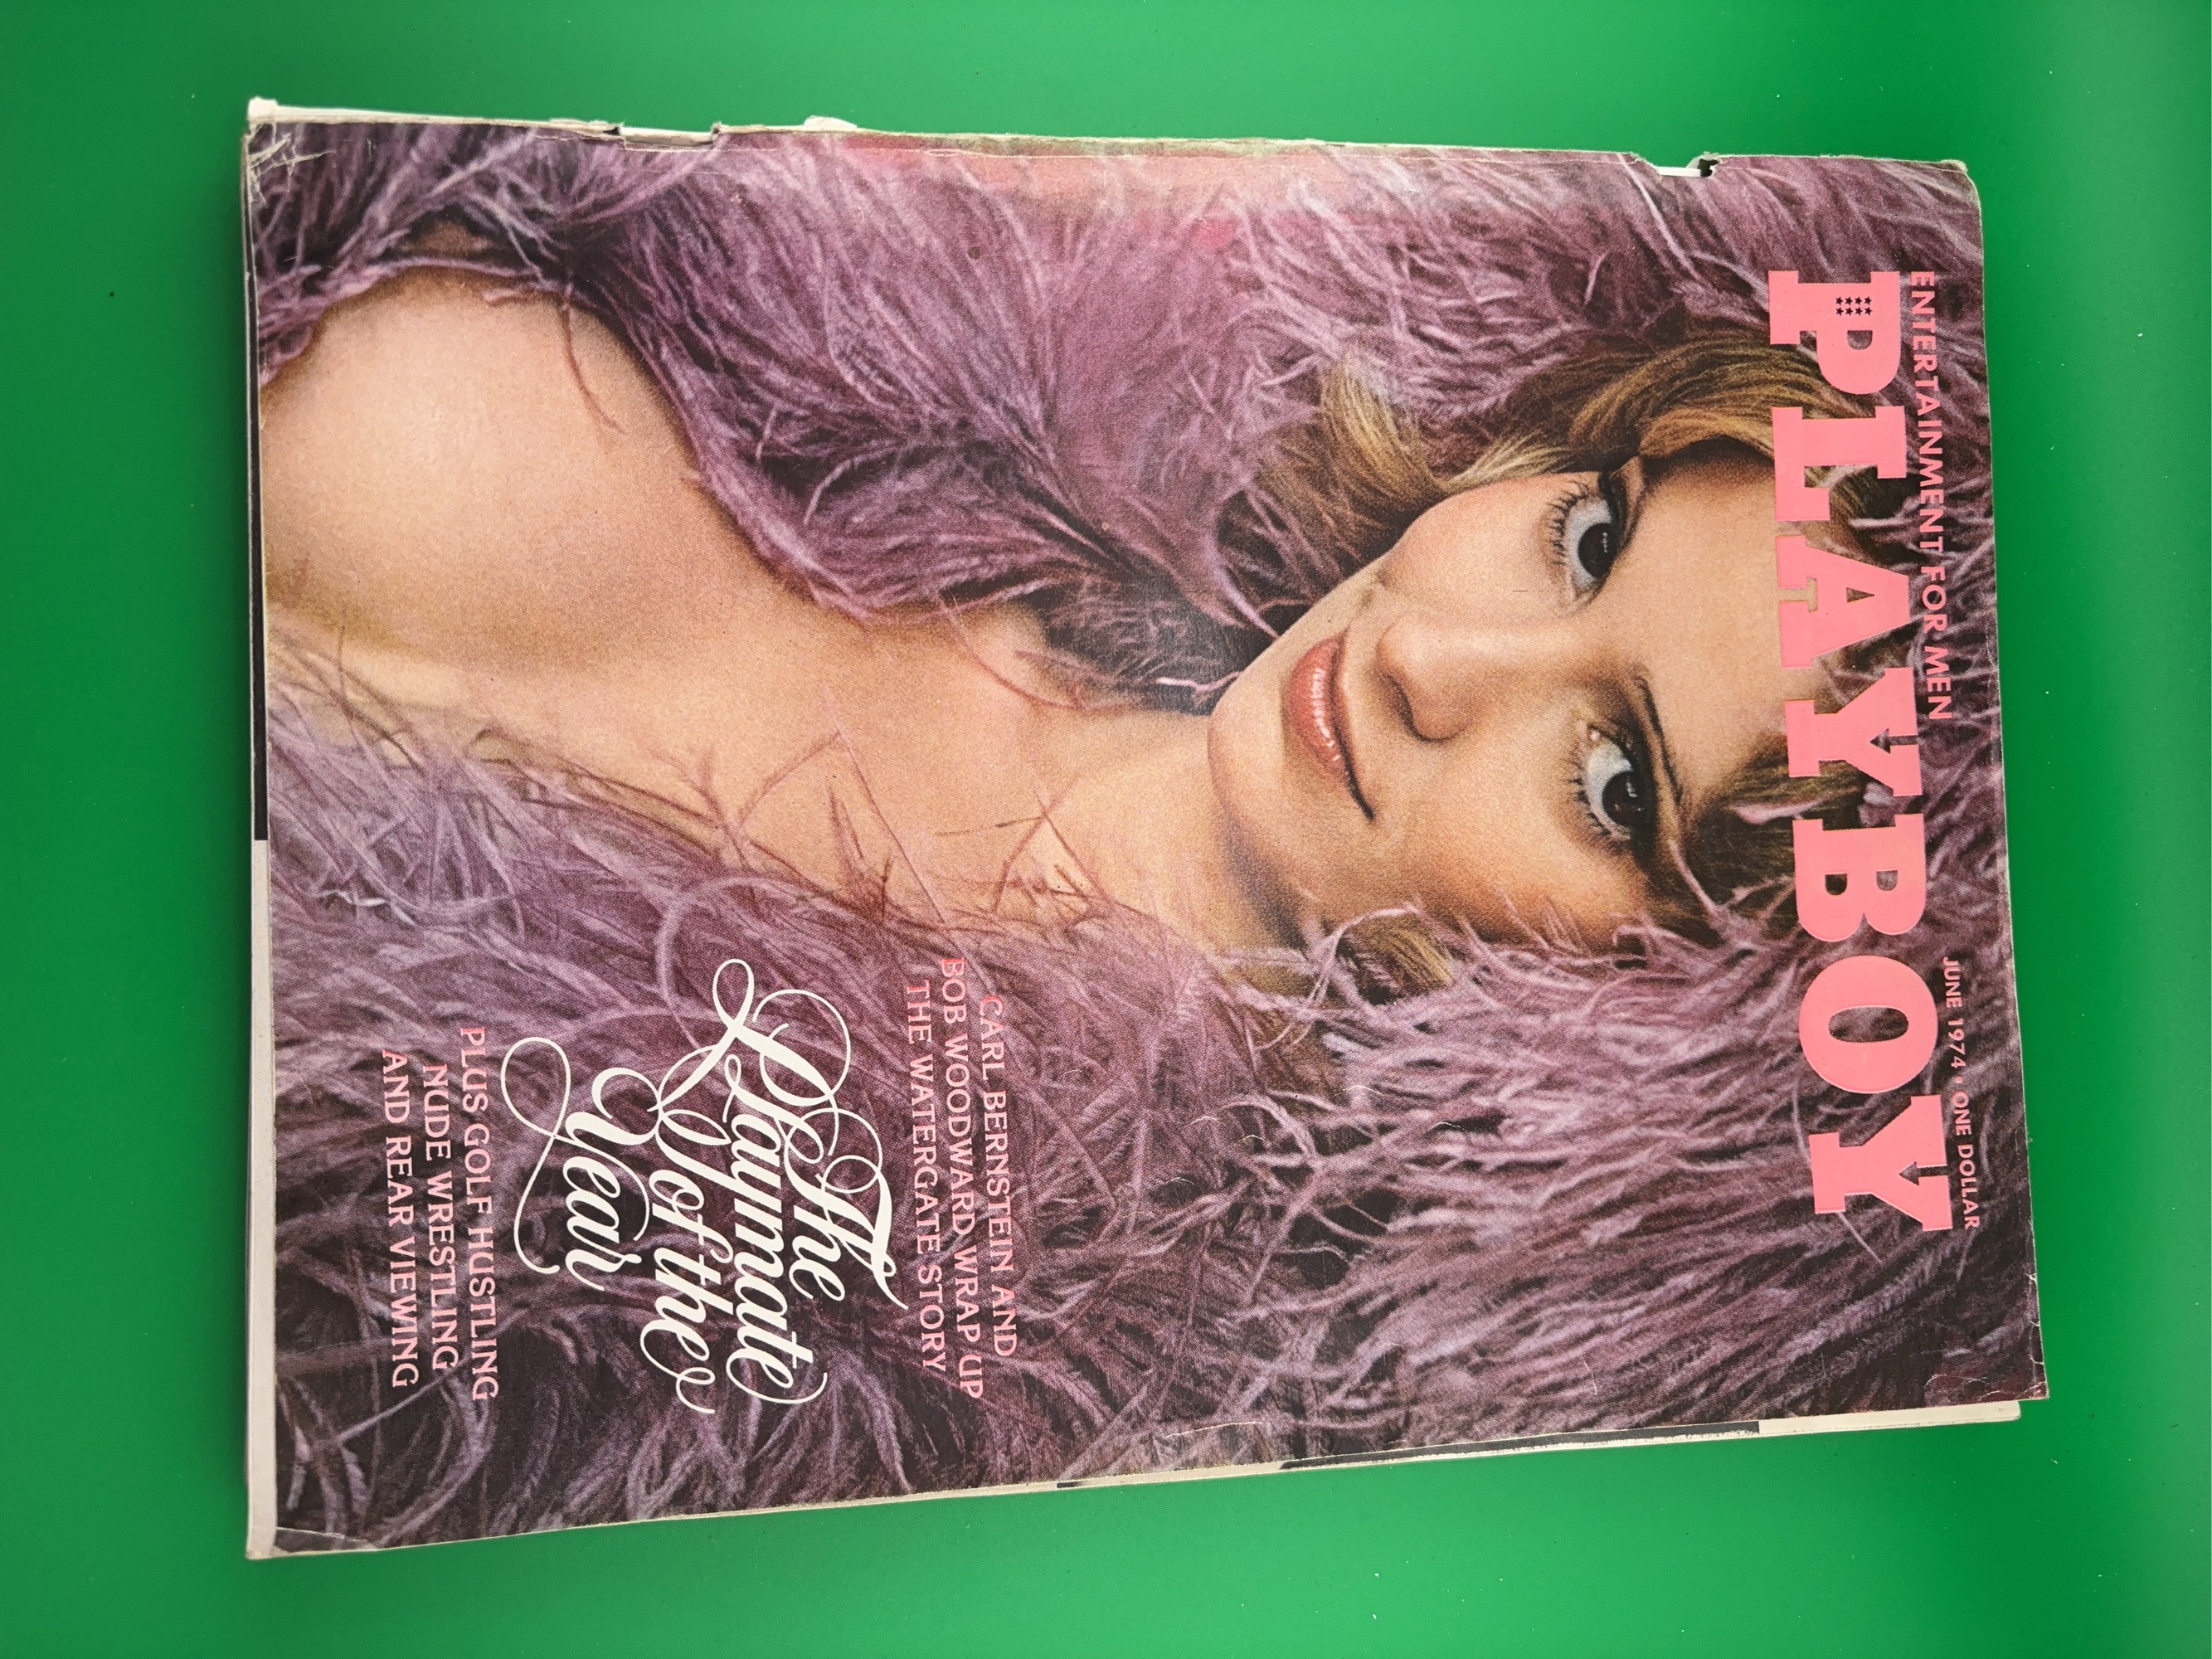 ENTERTAINMENT FOR MEN
JUNE 1974 • ONE DOLLAR
PLAYBOY
CARL BERNSTEIN AND
BOB WOODWARD WRAP UP
THE WATERGATE STORY
The
Playmate
of the
Year
PLUS GOLF HUSTLING
NUDE WRESTLING
AND REAR VIEWING